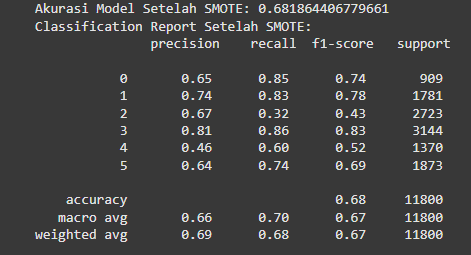 Akurasi Model Setelah SMOTE: 0.681864406779661
Classification Report Setelah SMOTE:
precision recall f1-score support
0 0.65 0.85 0.74 909
1 0.74 0.83 0.78 1781
2 0.67 0.32 0.43 2723
3 0.81 0.86 0.83 3144
4 0.46 0.60 0.52 1370
5 0.64 0.74 0.69 1873
accuracy 0.68 11800
macro avg 0.66 0.70 0.67 11800
weighted avg 0.69 0.68 0.67 11800